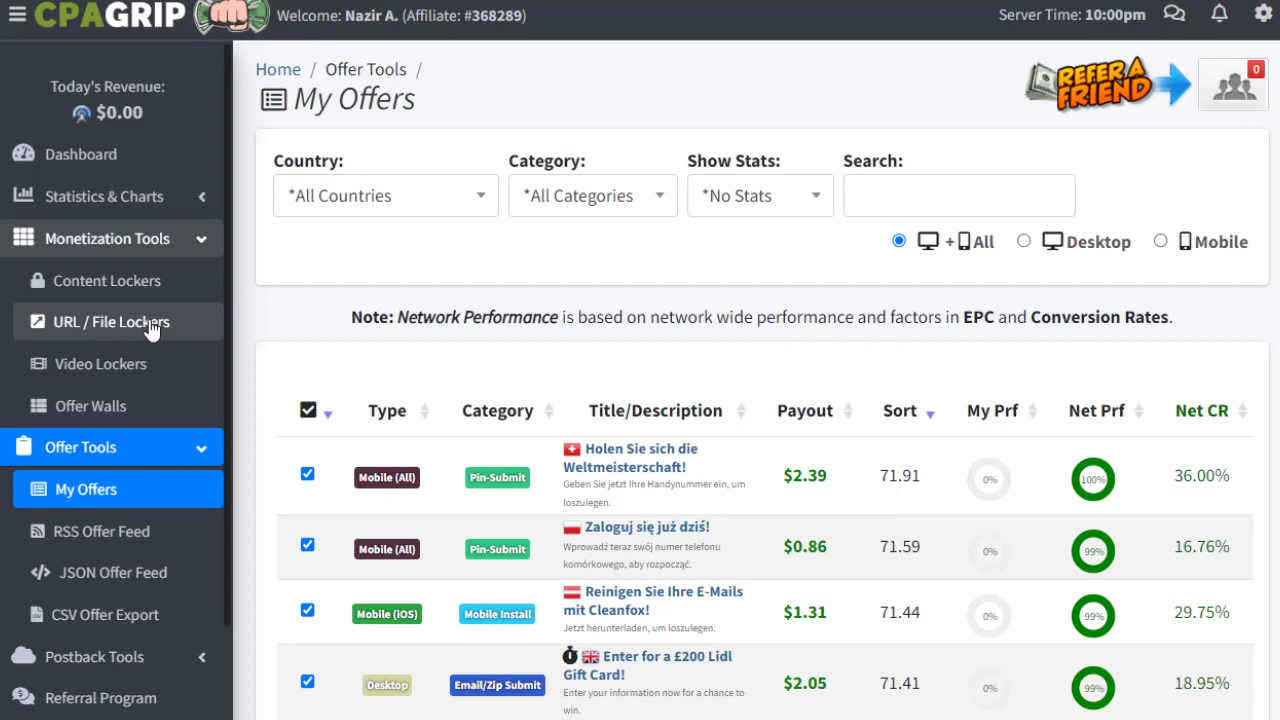 CPAGRIP
Welcome: Nazir A. (Affiliate: #368289)
Server Time: 10:00pm
Today's Revenue:
$0.00
Dashboard
Statistics & Charts
Monetization Tools
Content Lockers
URL / File Lockers
Video Lockers
Offer Walls
Offer Tools
My Offers
RSS Offer Feed
JSON Offer Feed
CSV Offer Export
Postback Tools
Referral Program
Home / Offer Tools /
My Offers
REFER A
FRIEND
0
Country: Category: Show Stats: Search:
*All Countries *All Categories *No Stats
+ All Desktop Mobile
Note: Network Performance is based on network wide performance and factors in EPC and Conversion Rates.
Type Category Title/Description Payout Sort My Prf Net Prf Net CR
Holen Sie sich die
Weltmeisterschaft!
Geben Sie jetzt Ihre Handynummer ein, um
loszulegen.
Mobile (All) Pin-Submit $2.39 71.91 0% 100% 36.00%
Zaloguj się już dziś!
Wprowadź teraz swój numer telefonu
komórkowego, aby rozpocząć.
Mobile (All) Pin-Submit $0.86 71.59 0% 99% 16.76%
Reinigen Sie Ihre E-Mails
mit Cleanfox!
Jetzt herunterladen, um loszulegen.
Mobile (iOS) Mobile Install $1.31 71.44 0% 99% 29.75%
Enter for a £200 Lidl
Gift Card!
Enter your information now for a chance to
win.
Desktop Email/Zip Submit $2.05 71.41 0% 99% 18.95%